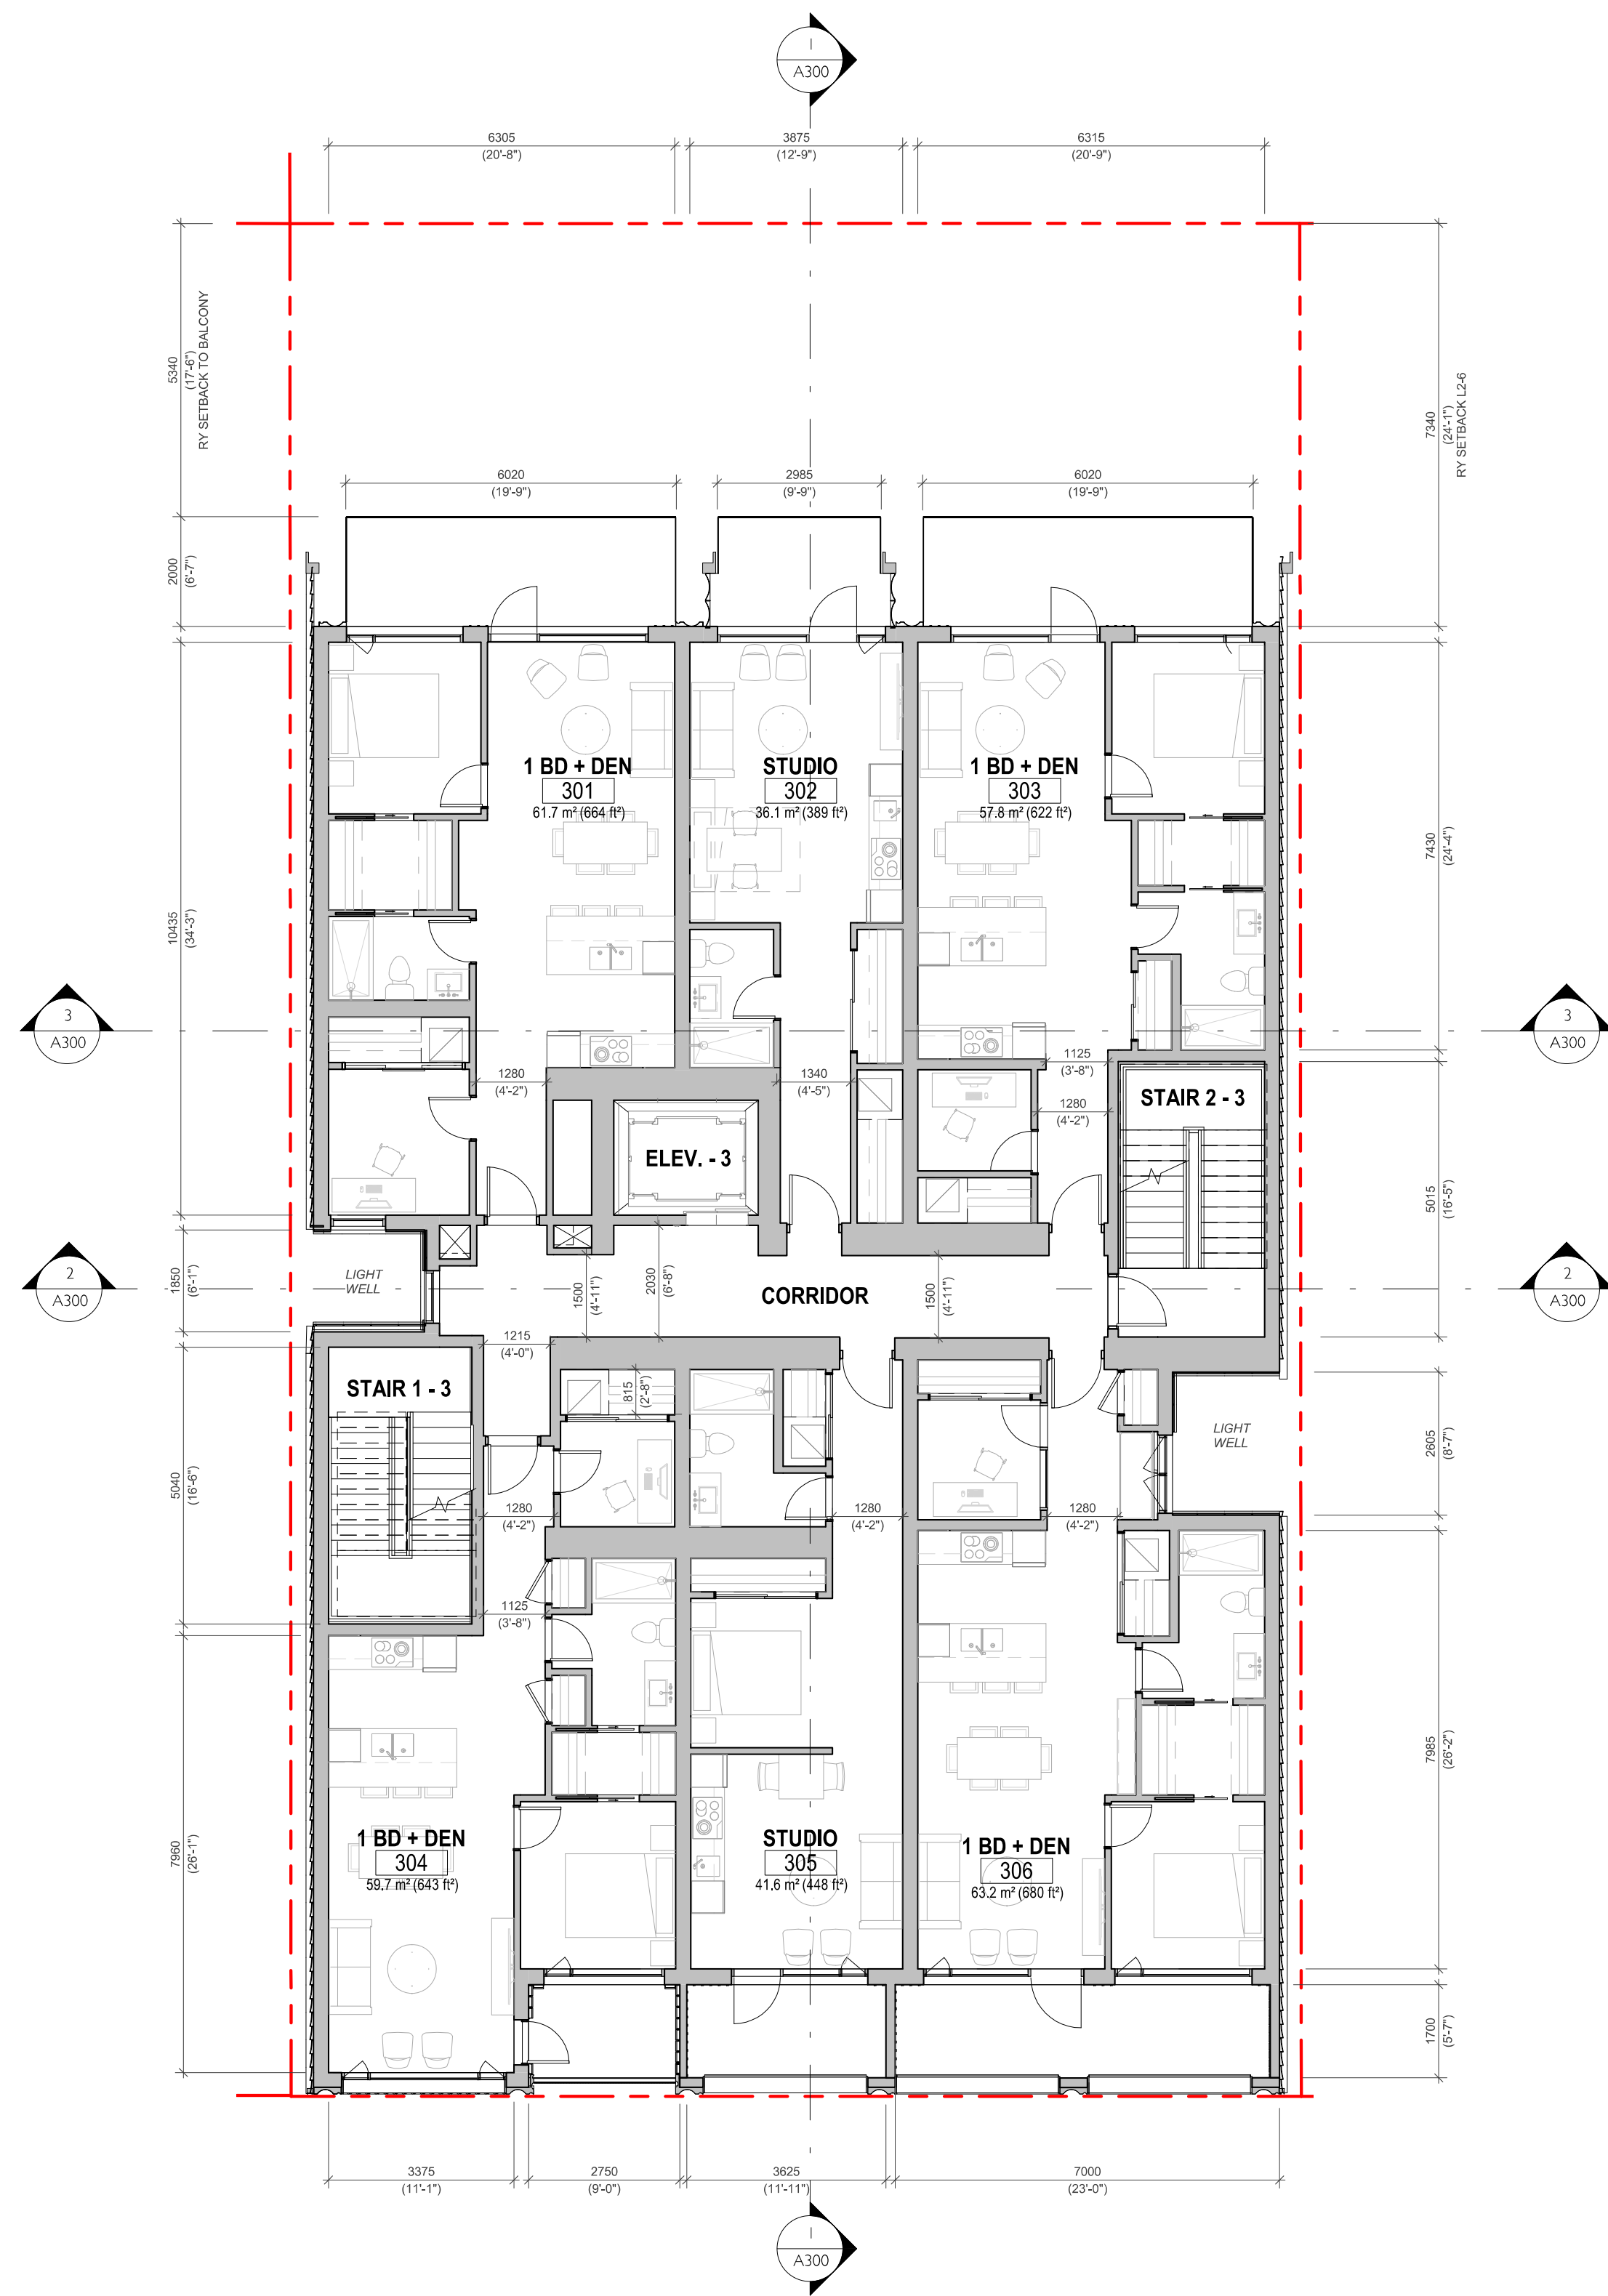 1
A300
6305
(20'-8")
3875
(12'-9")
6315
(20'-9")
5340
(17'-6")
RY SETBACK TO BALCONY
7340
(24'-1")
RY SETBACK L2-6
6020
(19'-9")
2985
(9'-9")
6020
(19'-9")
2000
(6'-7")
1 BD + DEN
301
61.7 m² (664 ft²)
STUDIO
302
36.1 m² (389 ft²)
1 BD + DEN
303
57.8 m² (622 ft²)
10435
(34'-3")
7430
(24'-4")
3
A300
3
A300
1280
(4'-2")
1340
(4'-5")
1125
(3'-8")
1280
(4'-2")
STAIR 2 - 3
ELEV. - 3
5015
(16'-5")
1850
(6'-1")
2
A300
LIGHT
WELL
1500
(4'-11")
2030
(6'-8")
CORRIDOR
1500
(4'-11")
2
A300
1215
(4'-0")
STAIR 1 - 3
815
(2'-8")
LIGHT
WELL
2605
(8'-7")
5040
(16'-6")
1280
(4'-2")
1280
(4'-2")
1280
(4'-2")
1125
(3'-8")
7985
(26'-2")
7960
(26'-1")
1 BD + DEN
304
59.7 m² (643 ft²)
STUDIO
305
41.6 m² (448 ft²)
1 BD + DEN
306
63.2 m² (680 ft²)
1700
(5'-7")
3375
(11'-1")
2750
(9'-0")
3625
(11'-11")
7000
(23'-0")
1
A300